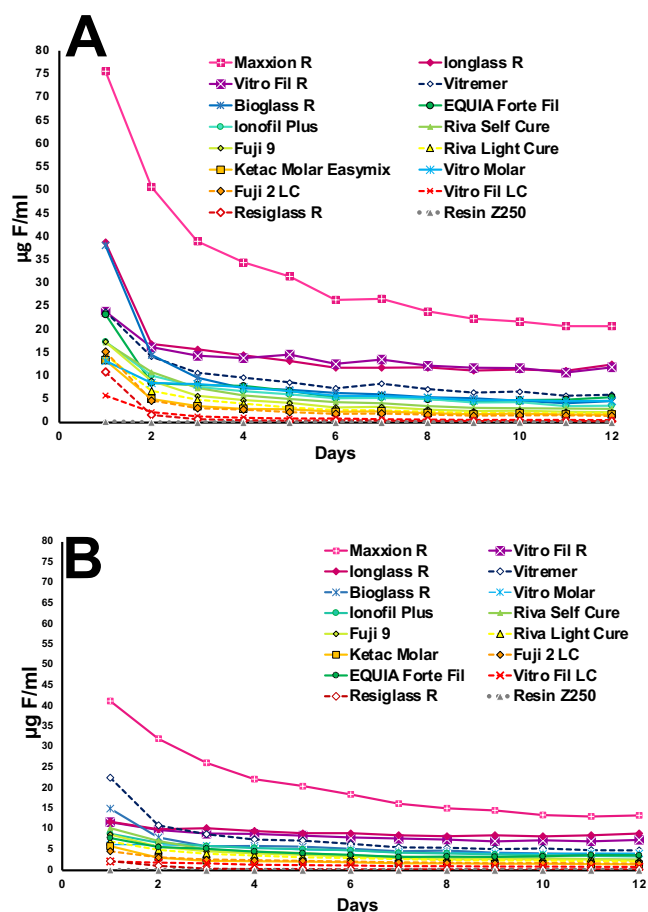 A
80
75
70
65
60
55
50
45
40
35
30
25
20
15
10
5
0
µg F/ml
Maxxion R Ionglass R
Vitro Fil R Vitremer
Bioglass R EQUIA Forte Fil
Ionofil Plus Riva Self Cure
Fuji 9 Riva Light Cure
Ketac Molar Easymix Vitro Molar
Fuji 2 LC Vitro Fil LC
Resiglass R Resin Z250
0 2 4 6 8 10 12
Days
B
80
75
70
65
60
55
50
45
40
35
30
25
20
15
10
5
0
µg F/ml
Maxxion R Vitro Fil R
Ionglass R Vitremer
Bioglass R Vitro Molar
Ionofil Plus Riva Self Cure
Fuji 9 Riva Light Cure
Ketac Molar Fuji 2 LC
EQUIA Forte Fil Vitro Fil LC
Resiglass R Resin Z250
0 2 4 6 8 10 12
Days